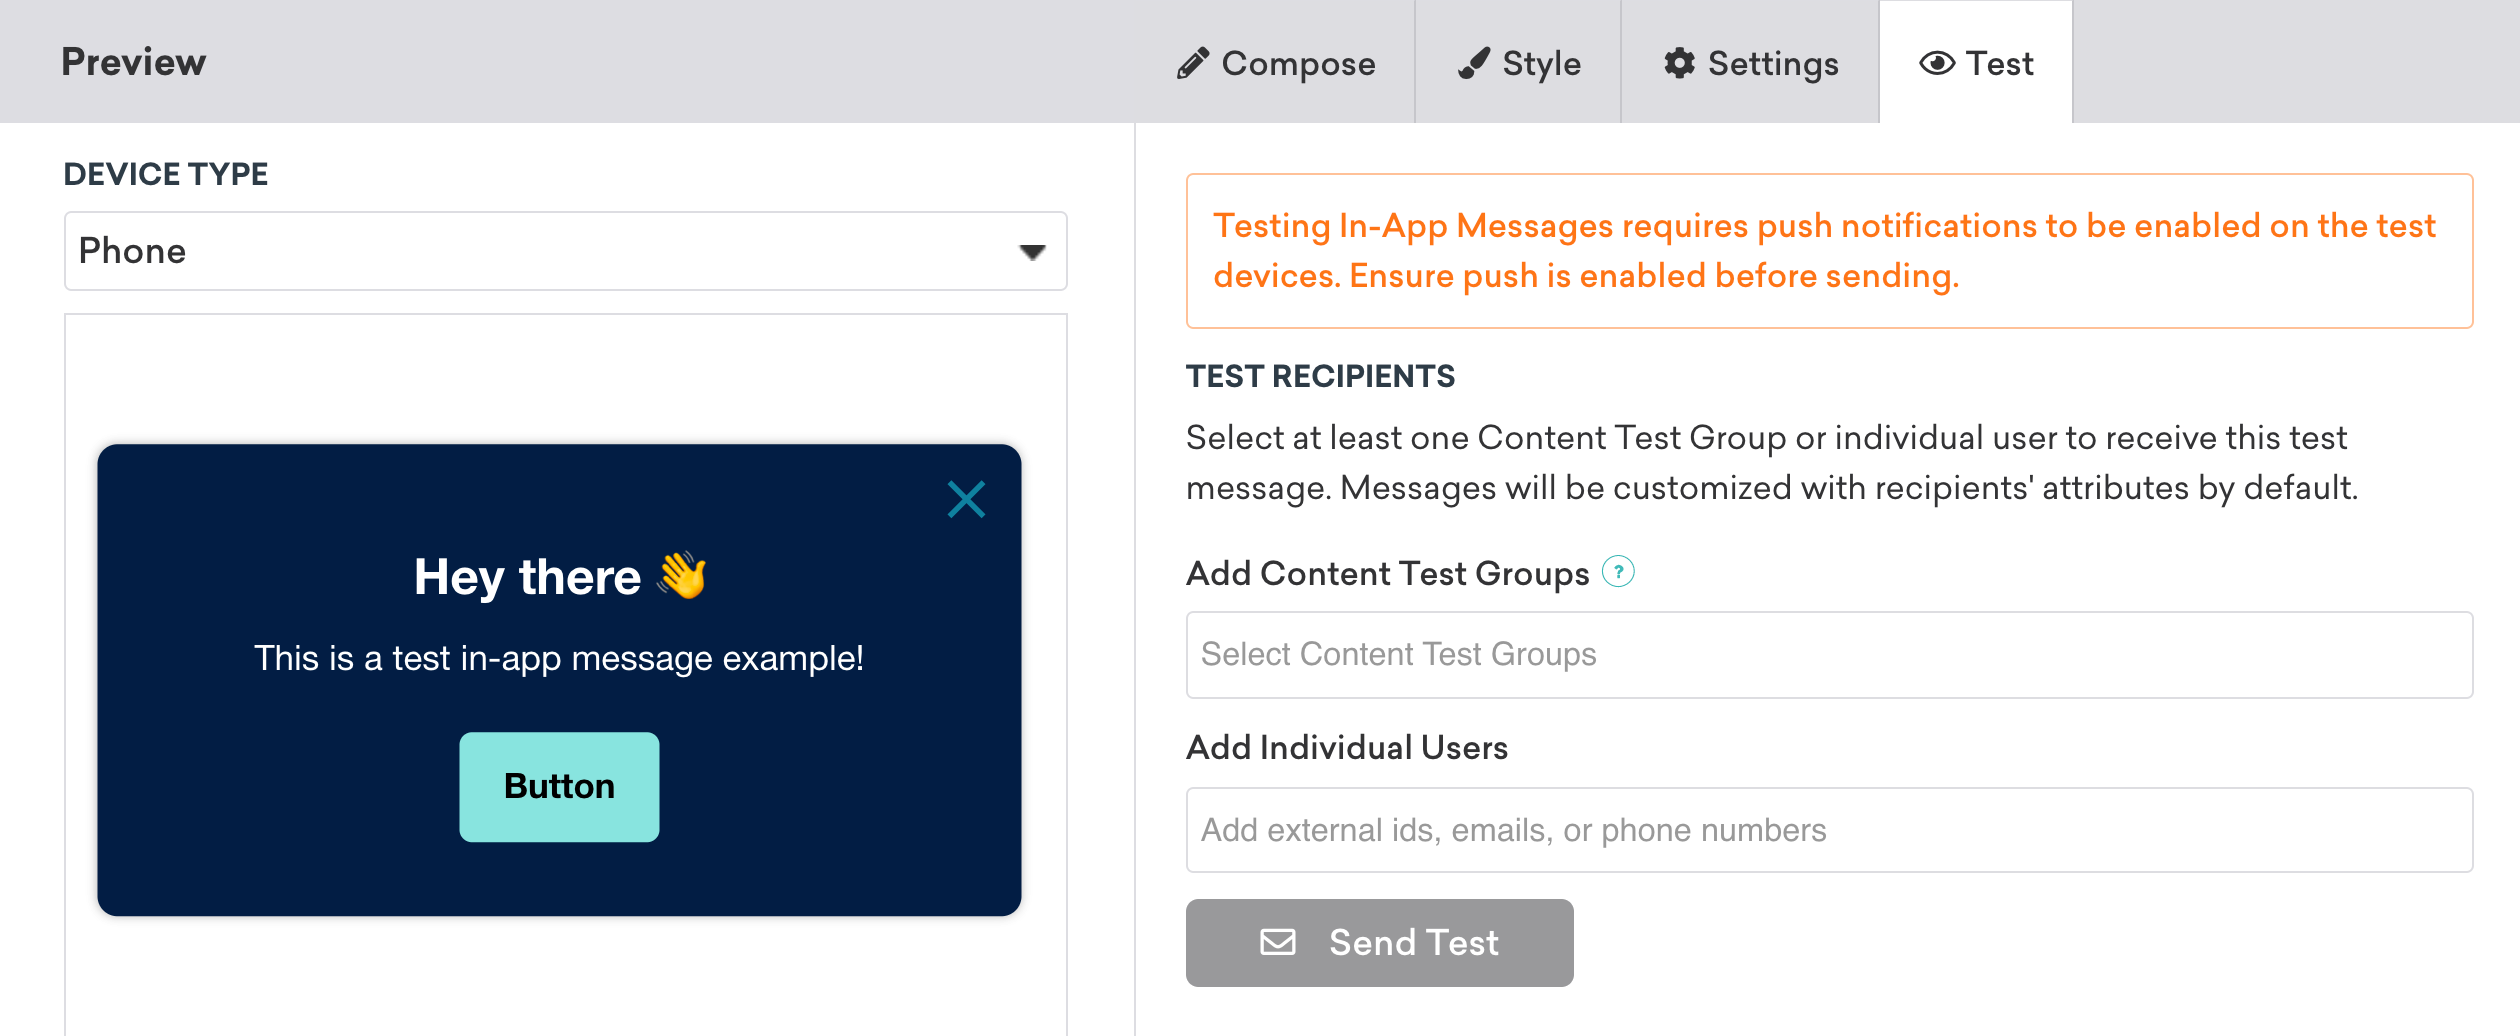 Preview
Compose
Style
Settings
Test
DEVICE TYPE
Phone
Hey there 👋
This is a test in-app message example!
Button
Testing In-App Messages requires push notifications to be enabled on the test
devices. Ensure push is enabled before sending.
TEST RECIPIENTS
Select at least one Content Test Group or individual user to receive this test
message. Messages will be customized with recipients' attributes by default.
Add Content Test Groups ?
Select Content Test Groups
Add Individual Users
Add external ids, emails, or phone numbers
Send Test